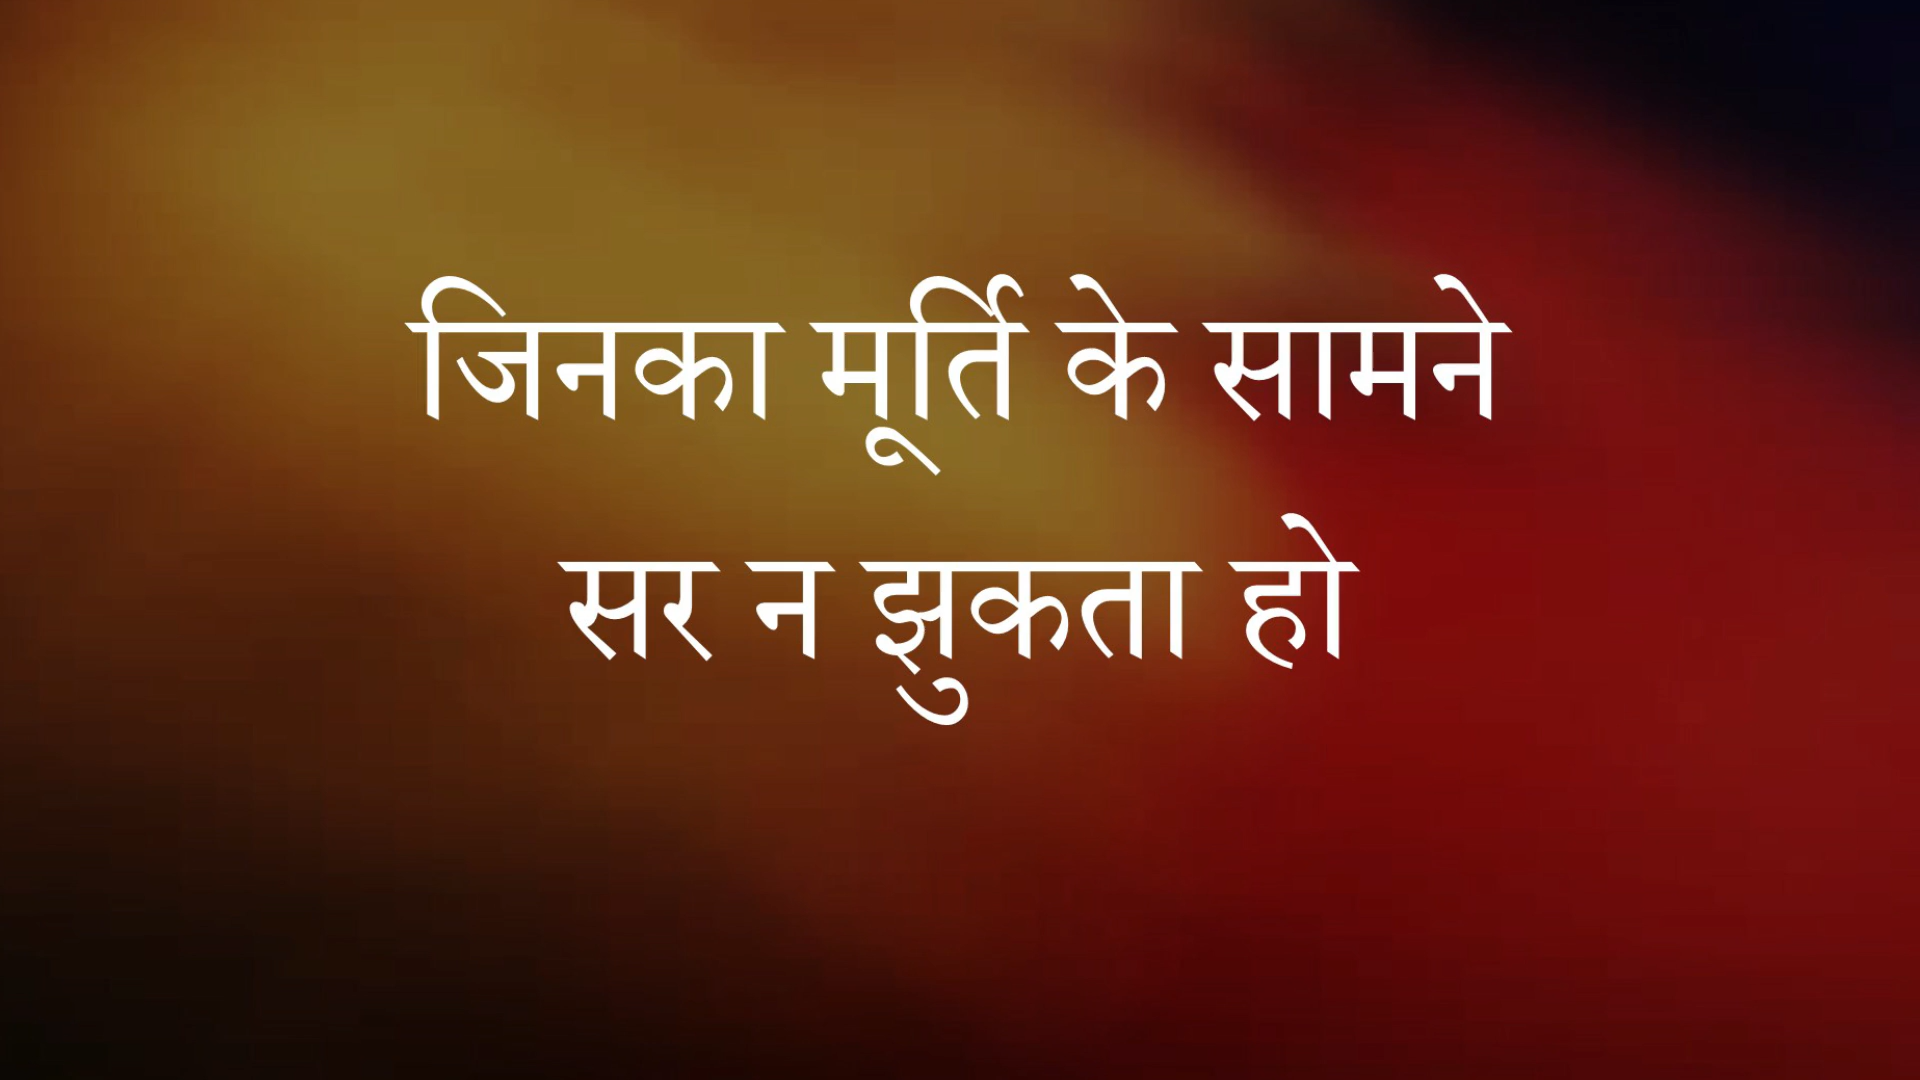 जिनका मूर्ति के सामने
सर न झुकता हो